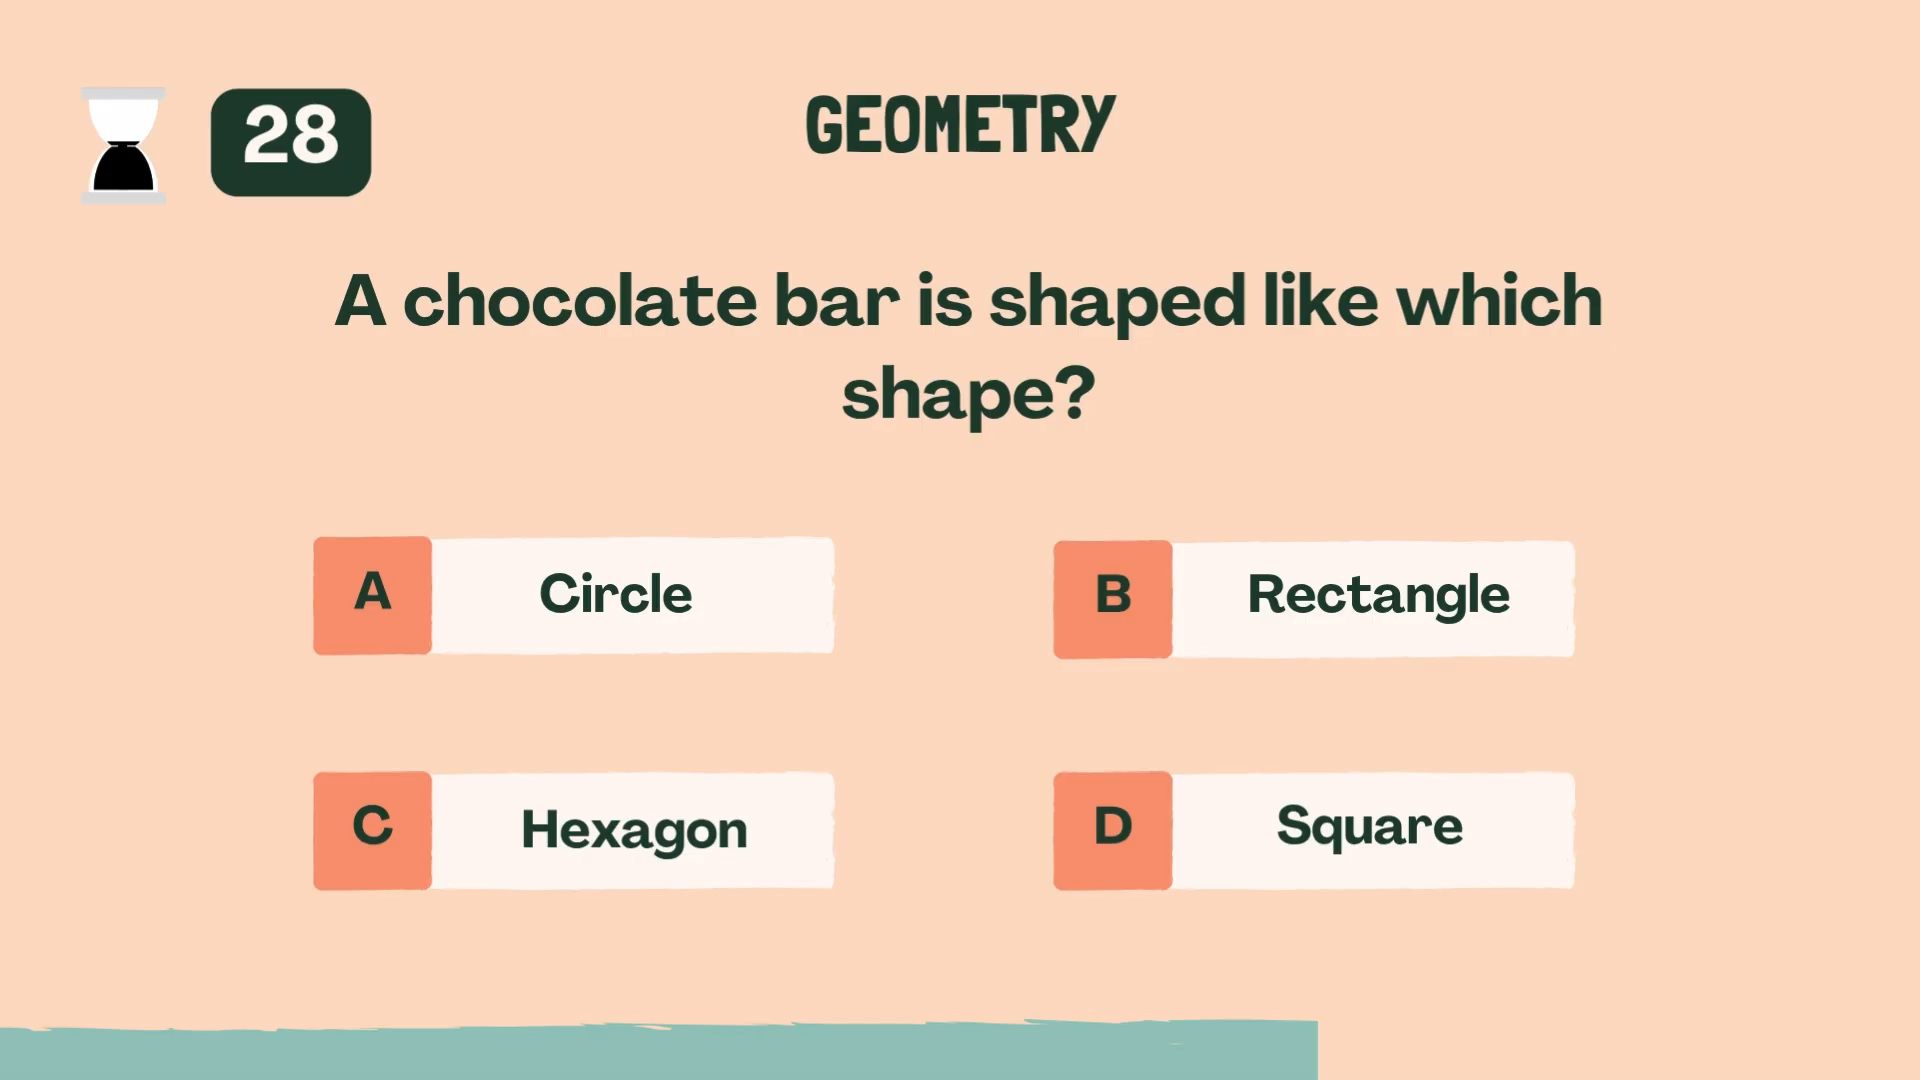 28
GEOMETRY
A chocolate bar is shaped like which
shape?
A Circle
B Rectangle
C Hexagon
D Square